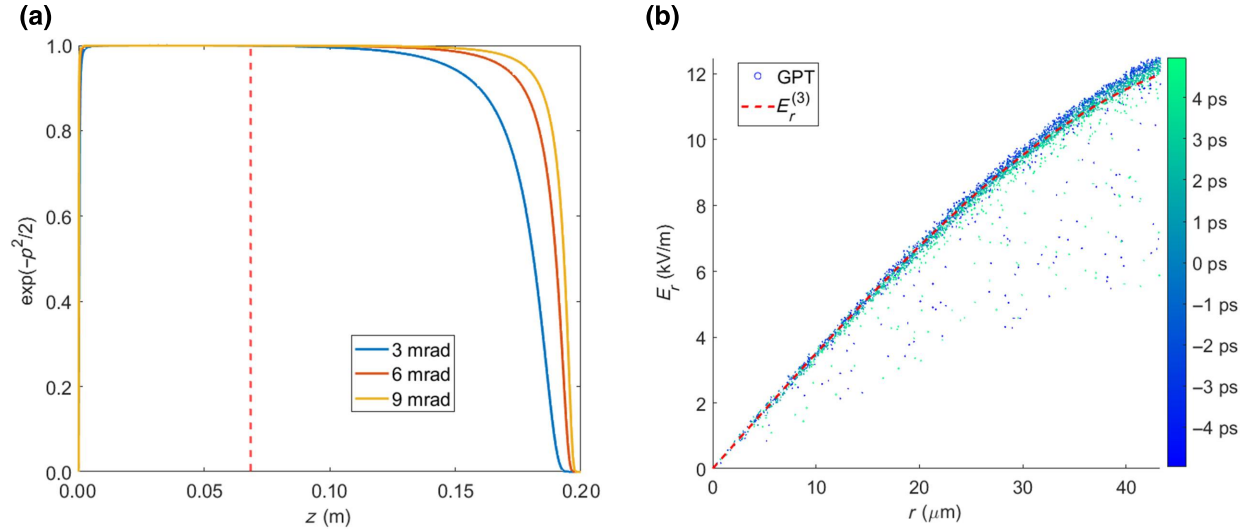 (a)
1.0
0.8
0.6
0.4
0.2
0.0
exp(−p²/2)
0.00
0.05
0.10
0.15
0.20
z (m)
3 mrad
6 mrad
9 mrad
(b)
12
10
8
6
4
2
0
E_r (kV/m)
0
10
20
30
40
r (μm)
GPT
E_r^(3)
4 ps
3 ps
2 ps
1 ps
0 ps
−1 ps
−2 ps
−3 ps
−4 ps